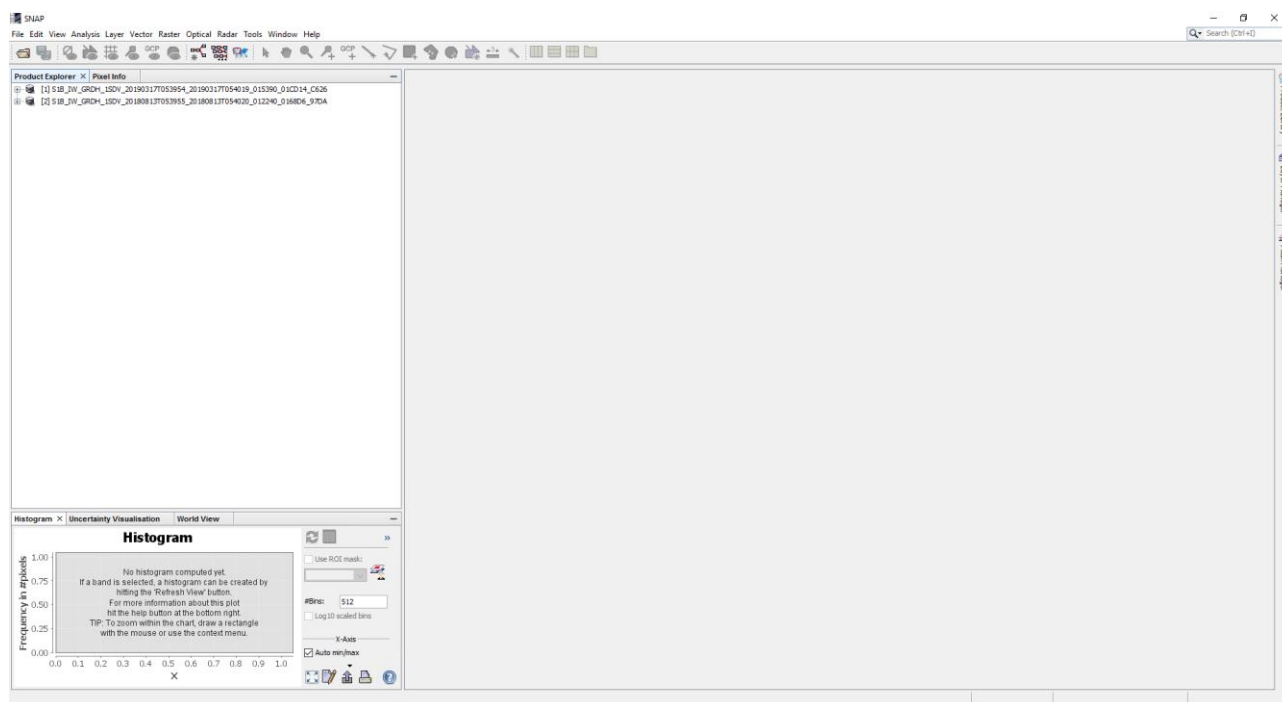 SNAP
File Edit View Analysis Layer Vector Raster Optical Radar Tools Window Help
Search (Ctrl+I)
GCP GCP
Product Explorer × Pixel Info
[1] S1B_IW_GRDH_1SDV_20190317T053954_20190317T054019_015390_01CD14_C626
[2] S1B_IW_GRDH_1SDV_20180813T053955_20180813T054020_012240_0168D6_97DA
Histogram × Uncertainty Visualisation World View
Histogram
Frequency in #pixels
1.00
0.75
0.50
0.25
0.00
No histogram computed yet.
If a band is selected, a histogram can be created by
hitting the 'Refresh View' button.
For more information about this plot
hit the help button at the bottom right.
TIP: To zoom within the chart, draw a rectangle
with the mouse or use the context menu.
0.0 0.1 0.2 0.3 0.4 0.5 0.6 0.7 0.8 0.9 1.0
X
Use ROI mask:
#Bins: 512
Log10 scaled bins
X-Axis
Auto min/max